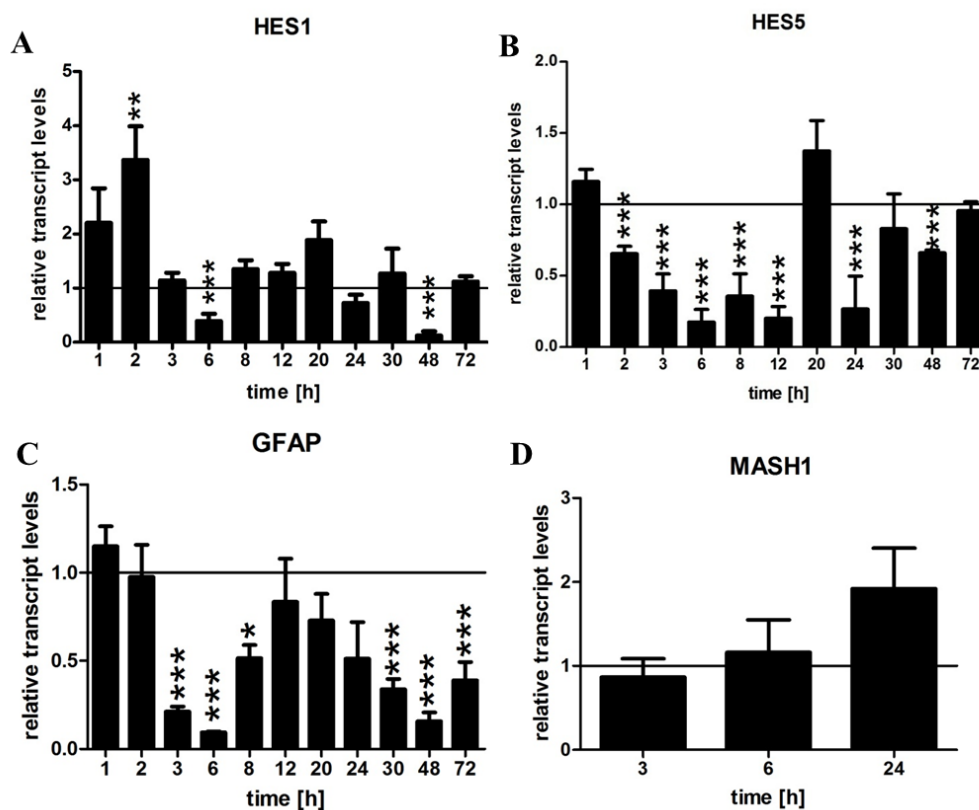 A
HES1
relative transcript levels
5
4
3
2
1
0
**
***
***
1 2 3 6 8 12 20 24 30 48 72
time [h]
B
HES5
relative transcript levels
2.0
1.5
1.0
0.5
0.0
***
***
***
***
***
***
***
1 2 3 6 8 12 20 24 30 48 72
time [h]
C
GFAP
relative transcript levels
1.5
1.0
0.5
0.0
***
***
*
***
***
***
1 2 3 6 8 12 20 24 30 48 72
time [h]
D
MASH1
relative transcript levels
3
2
1
0
3 6 24
time [h]